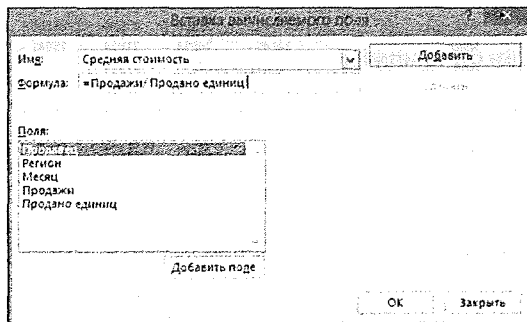 Вставка вычисляемого поля
Имя: Средняя стоимость Добавить
Формула: =Продажи/ Продано единиц
Поля:
Продавец
Регион
Месяц
Продажи
Продано единиц
Добавить поле
ОК Закрыть